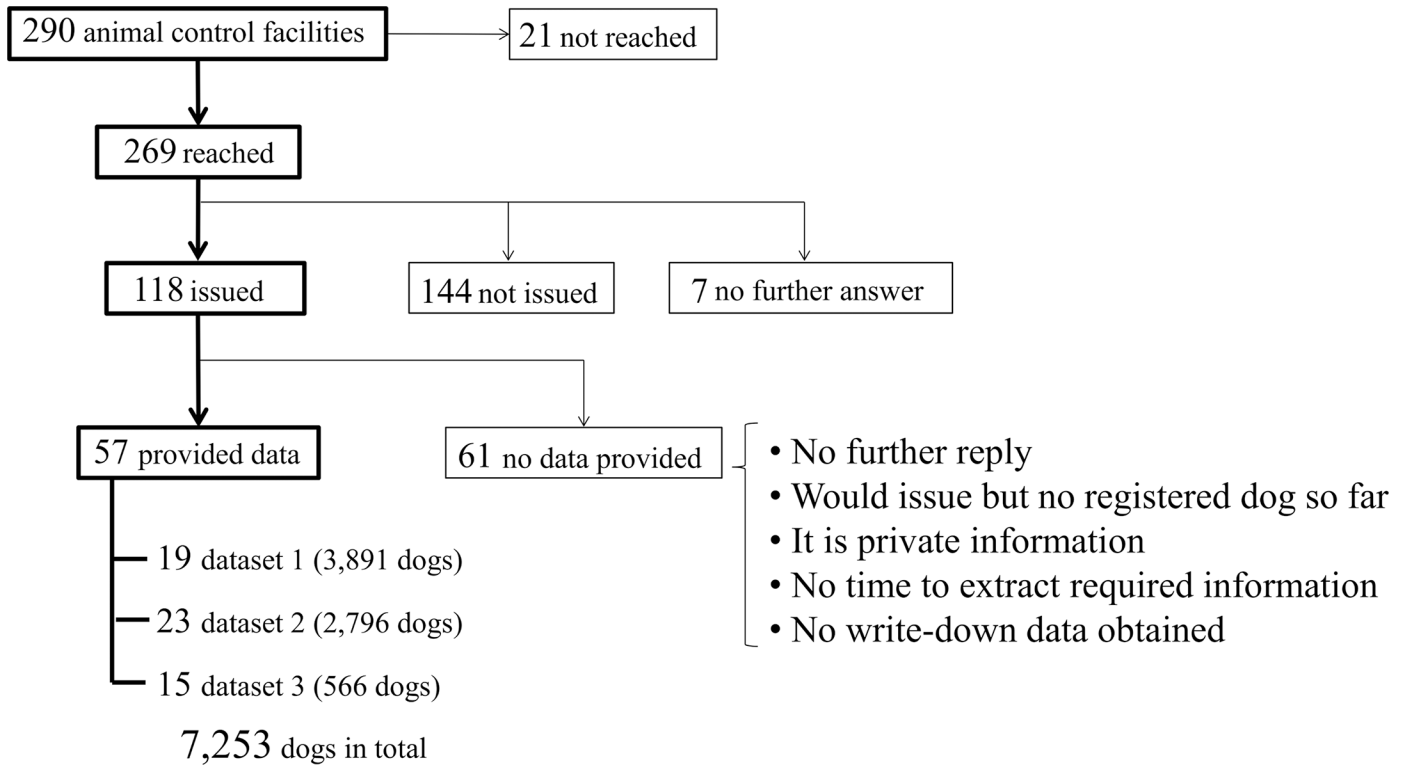 290 animal control facilities
21 not reached
269 reached
118 issued
144 not issued
7 no further answer
57 provided data
61 no data provided
• No further reply
• Would issue but no registered dog so far
• It is private information
• No time to extract required information
• No write-down data obtained
19 dataset 1 (3,891 dogs)
23 dataset 2 (2,796 dogs)
15 dataset 3 (566 dogs)
7,253 dogs in total